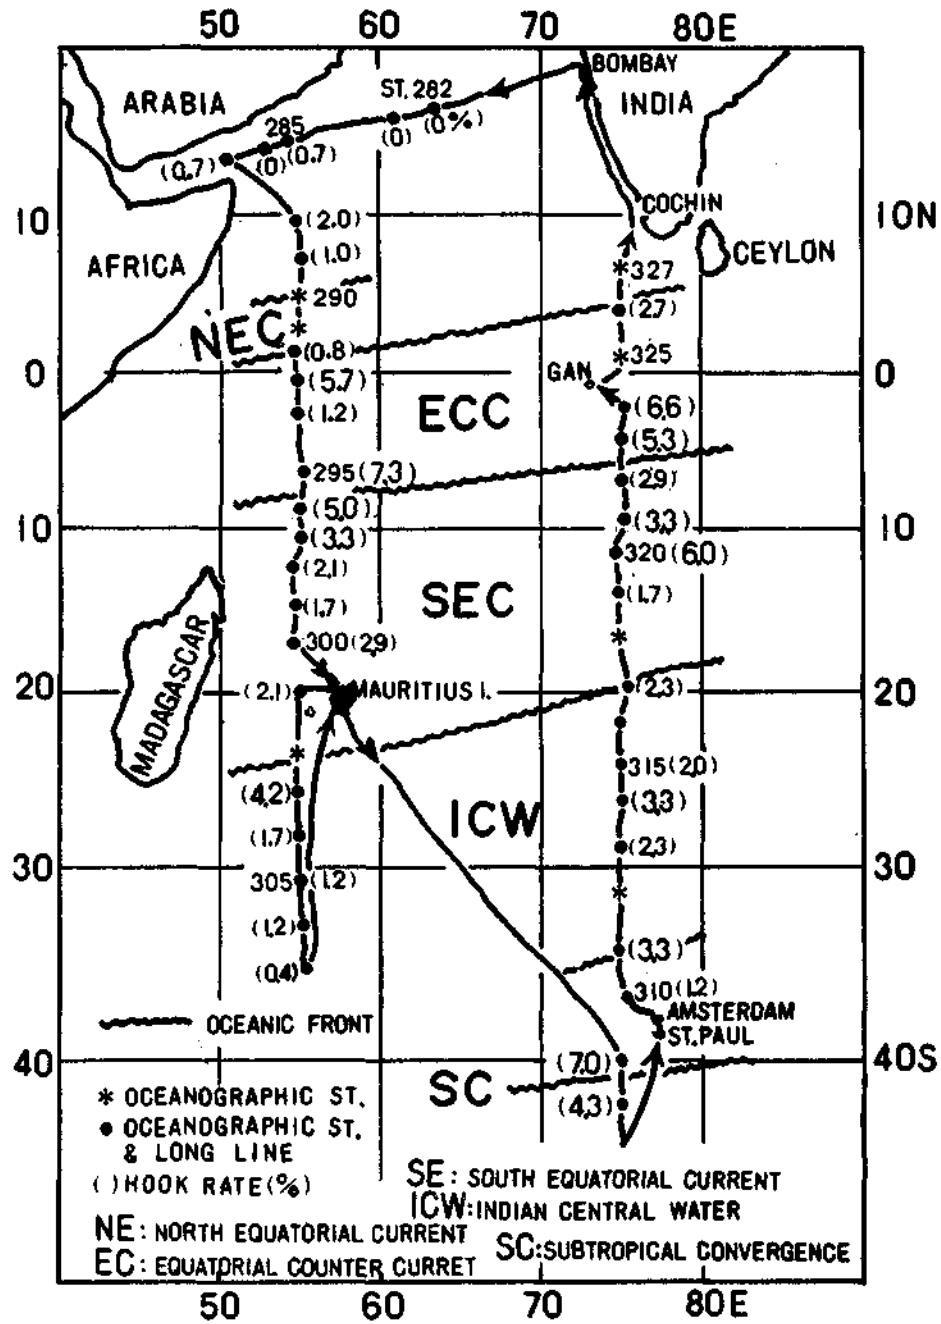 50 60 70 80E
BOMBAY
ARABIA ST.282 INDIA
285 (0) (0%)
(0.7) (0) (0.7)
COCHIN
10 (2.0) 10N
CEYLON
AFRICA (1.0) 327
290
NEC (2.7)
(0.8) 325
0 GAN 0
(5.7)
(1.2) ECC (6.6)
(5.3)
295(7.3) (2.9)
(5.0)
(3.3) (3.3)
10 10
320(6.0)
(2.1)
SEC (1.7)
(1.7)
MADAGASCAR
300(2.9)
20 (2.1) MAURITIUS I. (2.3) 20
315(2.0)
(4.2) ICW (3.3)
(1.7) (2.3)
30 30
305 (1.2)
(1.2) (3.3)
(0.4)
310(1.2)
OCEANIC FRONT AMSTERDAM
ST.PAUL
40 (7.0) 40S
SC
(4.3)
* OCEANOGRAPHIC ST.
● OCEANOGRAPHIC ST.
& LONG LINE
( ) HOOK RATE(%)
SE: SOUTH EQUATORIAL CURRENT
ICW:INDIAN CENTRAL WATER
NE: NORTH EQUATORIAL CURRENT
SC:SUBTROPICAL CONVERGENCE
EC: EQUATORIAL COUNTER CURRET
50 60 70 80E